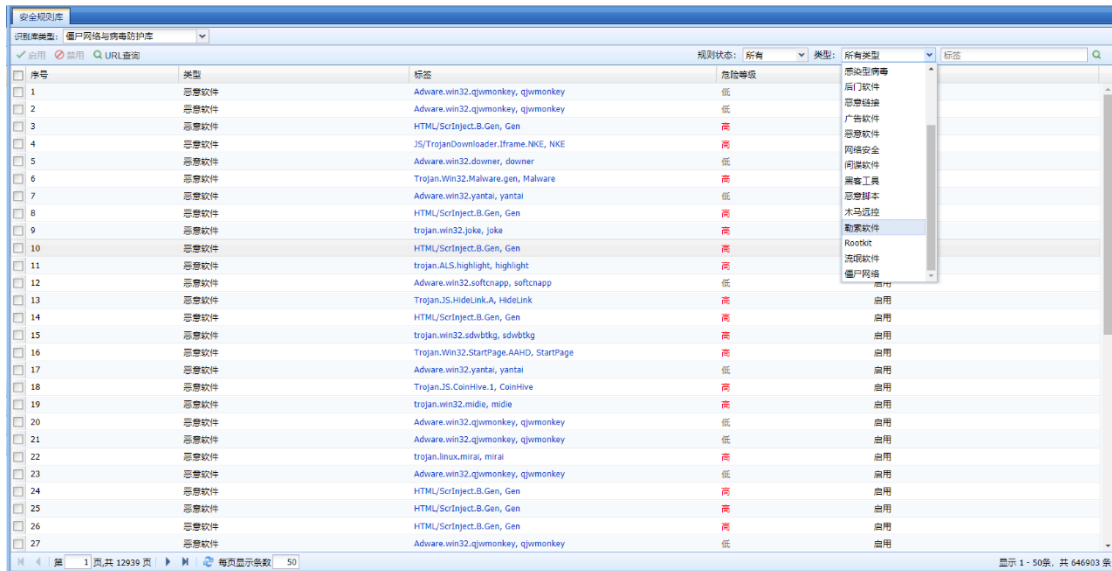 安全规则库
识别库类型: 僵尸网络与病毒防护库
启用 禁用 URL查询 规则状态: 所有 类型: 所有类型 标签
序号 类型 标签 危险等级
感染型病毒
后门软件
恶意链接
广告软件
恶意软件
网络安全
间谍软件
黑客工具
恶意脚本
木马远控
勒索软件
Rootkit
流氓软件
僵尸网络
1 恶意软件 Adware.win32.qjwmonkey, qjwmonkey 低
2 恶意软件 Adware.win32.qjwmonkey, qjwmonkey 低
3 恶意软件 HTML/ScrInject.B.Gen, Gen 高
4 恶意软件 JS/TrojanDownloader.Iframe.NKE, NKE 高
5 恶意软件 Adware.win32.downer, downer 低
6 恶意软件 Trojan.Win32.Malware.gen, Malware 高
7 恶意软件 Adware.win32.yantai, yantai 低
8 恶意软件 HTML/ScrInject.B.Gen, Gen 高
9 恶意软件 trojan.win32.joke, joke 高
10 恶意软件 HTML/ScrInject.B.Gen, Gen 高
11 恶意软件 trojan.ALS.highlight, highlight 高
12 恶意软件 Adware.win32.softcnapp, softcnapp 低 启用
13 恶意软件 Trojan.JS.HideLink.A, HideLink 高 启用
14 恶意软件 HTML/ScrInject.B.Gen, Gen 高 启用
15 恶意软件 trojan.win32.sdwbtkg, sdwbtkg 高 启用
16 恶意软件 Trojan.Win32.StartPage.AAHD, StartPage 高 启用
17 恶意软件 Adware.win32.yantai, yantai 低 启用
18 恶意软件 Trojan.JS.CoinHive.1, CoinHive 高 启用
19 恶意软件 trojan.win32.midie, midie 高 启用
20 恶意软件 Adware.win32.qjwmonkey, qjwmonkey 低 启用
21 恶意软件 Adware.win32.qjwmonkey, qjwmonkey 低 启用
22 恶意软件 trojan.linux.mirai, mirai 高 启用
23 恶意软件 Adware.win32.qjwmonkey, qjwmonkey 低 启用
24 恶意软件 HTML/ScrInject.B.Gen, Gen 高 启用
25 恶意软件 HTML/ScrInject.B.Gen, Gen 高 启用
26 恶意软件 HTML/ScrInject.B.Gen, Gen 高 启用
27 恶意软件 Adware.win32.qjwmonkey, qjwmonkey 低 启用
第 1 页,共 12939 页 每页显示条数 50 显示 1 - 50条, 共 646903 条